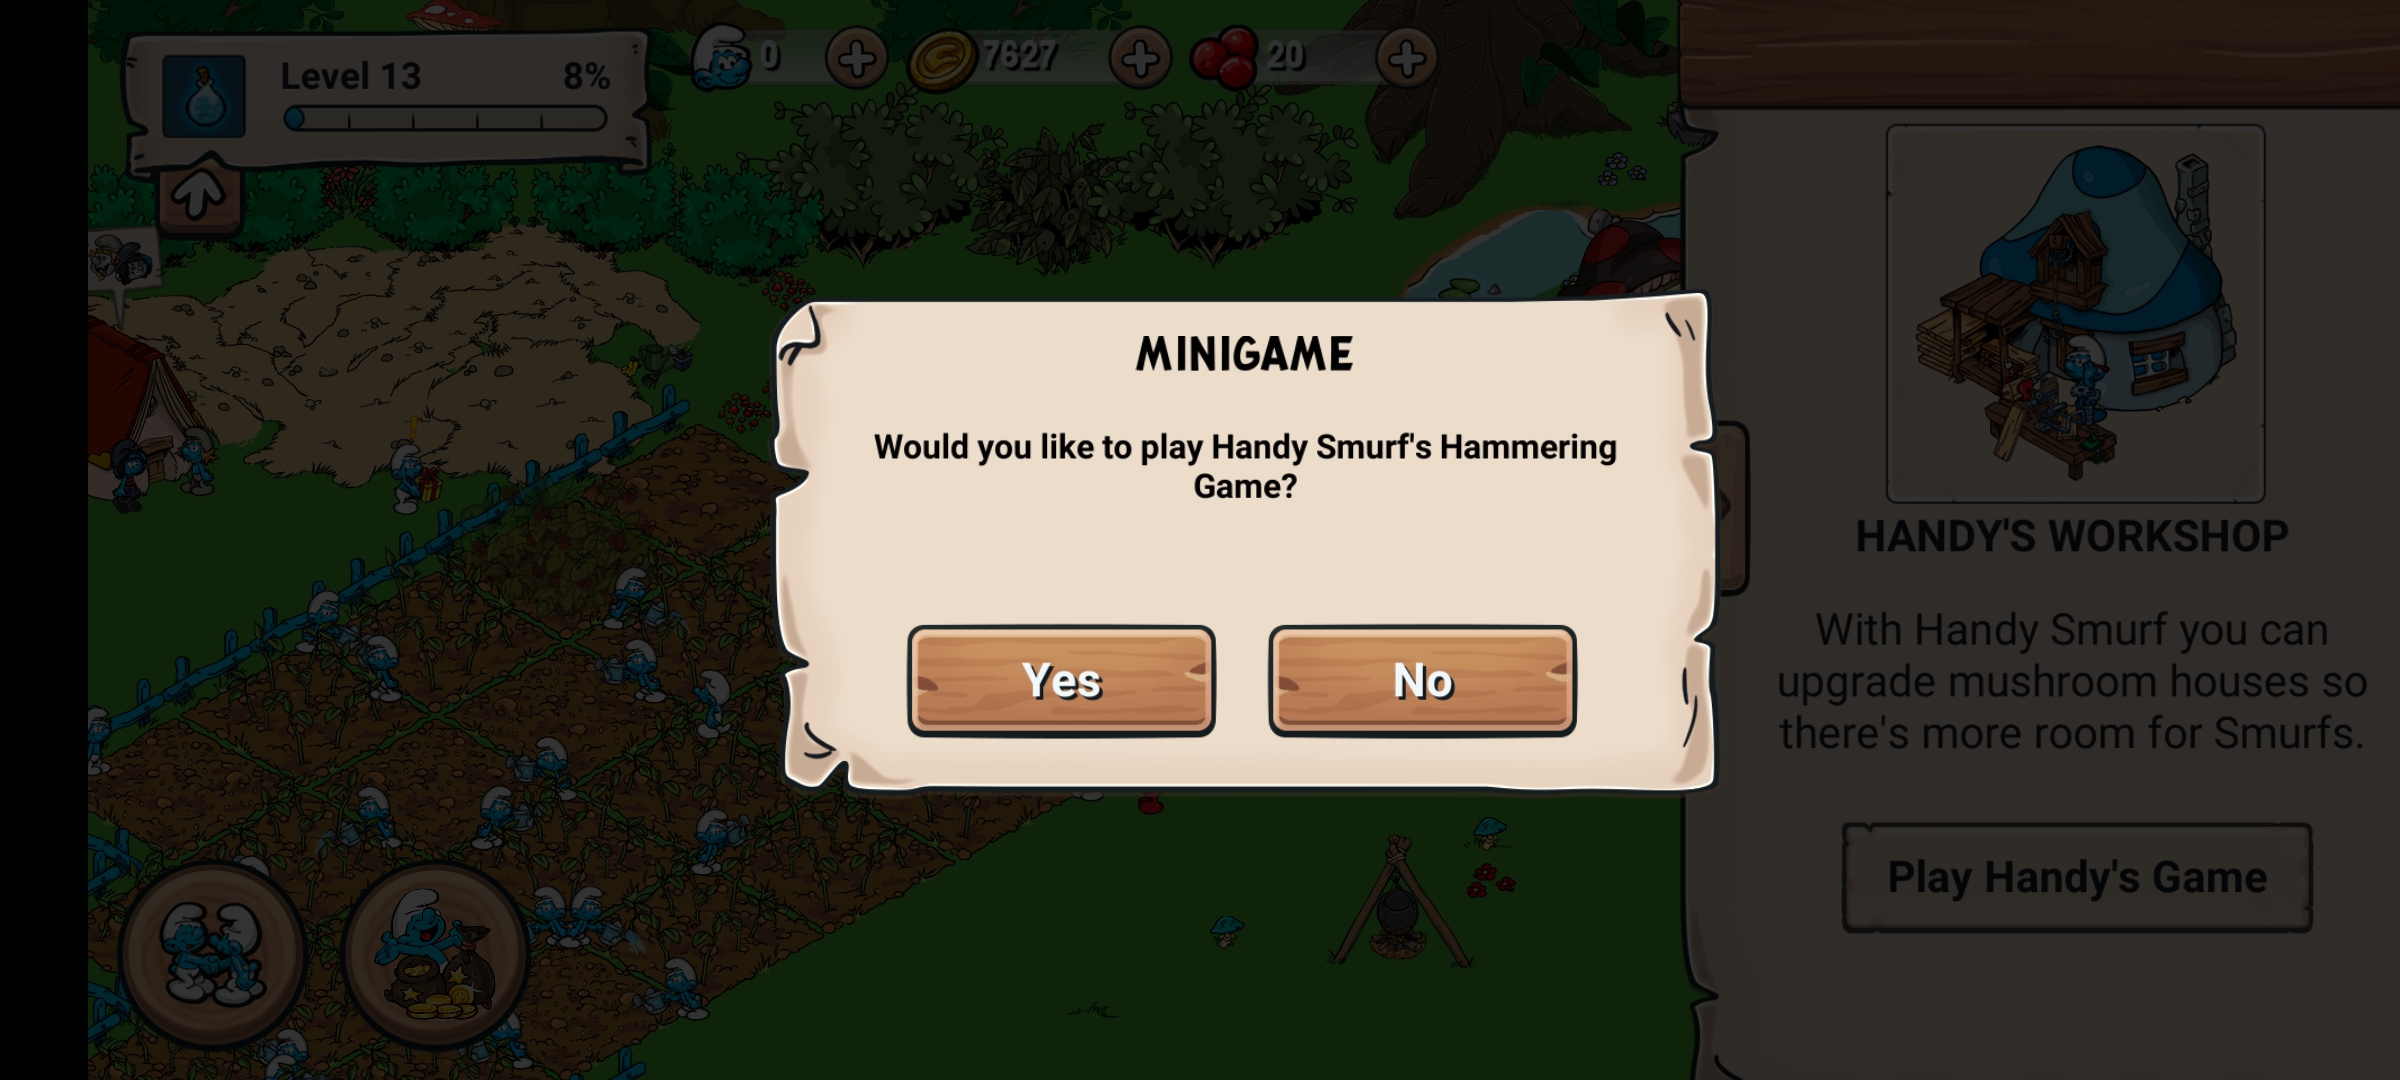 Level 13 8%
0
7627
20
MINIGAME
Would you like to play Handy Smurf's Hammering
Game?
Yes
No
HANDY'S WORKSHOP
With Handy Smurf you can
upgrade mushroom houses so
there's more room for Smurfs.
Play Handy's Game